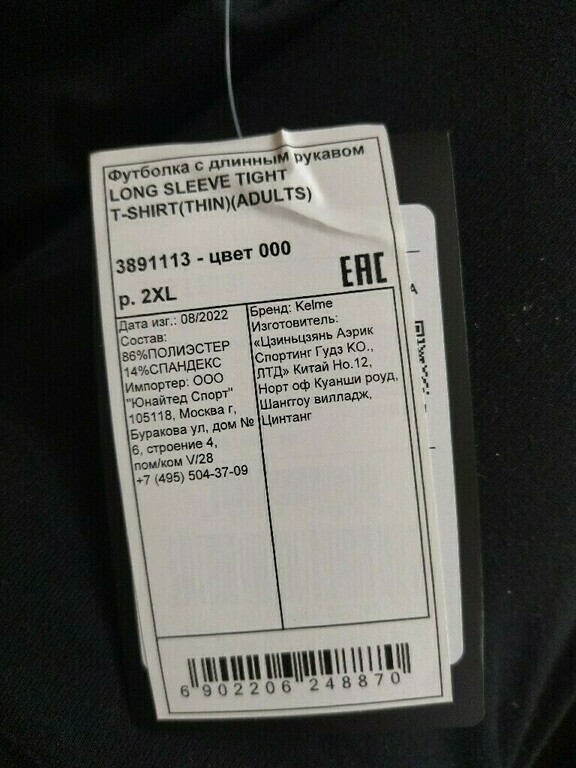 Футболка с длинным рукавом
LONG SLEEVE TIGHT
T-SHIRT(THIN)(ADULTS)
3891113 - цвет 000
р. 2XL
EAC
Дата изг.: 08/2022
Состав:
86%ПОЛИЭСТЕР
14%СПАНДЕКС
Импортер: ООО
"Юнайтед Спорт"
105118, Москва г,
Буракова ул, дом №
6, строение 4,
пом/ком V/28
+7 (495) 504-37-09
Бренд: Kelme
Изготовитель:
«Цзиньцзянь Аэрик
Спортинг Гудз КО.,
ЛТД» Китай Но.12,
Норт оф Куанши роуд,
Шанггоу вилладж,
Цинтанг
6 902206 248870